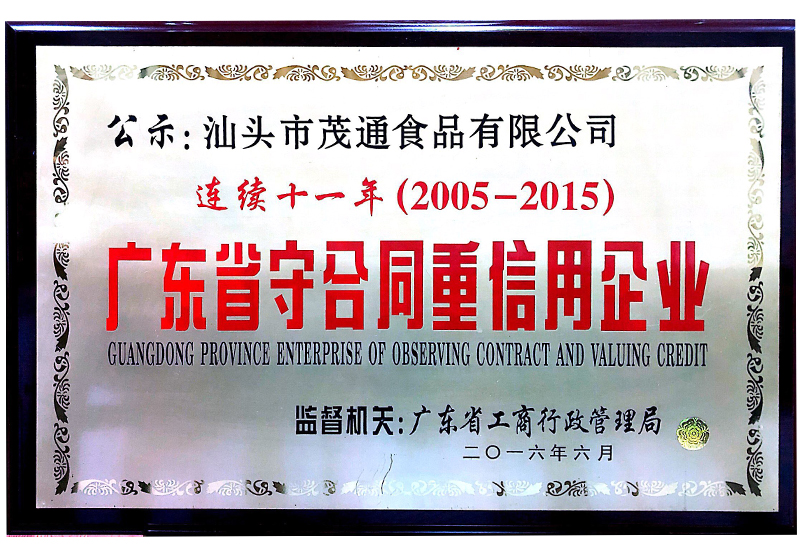 公示:汕头市茂通食品有限公司
连续十一年(2005-2015)
广东省守合同重信用企业
GUANGDONG PROVINCE ENTERPRISE OF OBSERVING CONTRACT AND VALUING CREDIT
监督机关:广东省工商行政管理局
二〇一六年六月